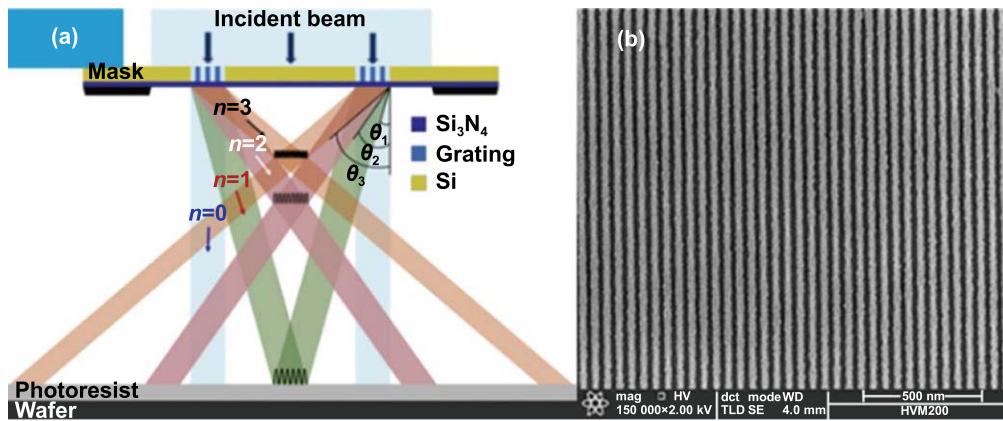 (a)
Incident beam
Mask
n=3
n=2
n=1
n=0
θ1
θ2
θ3
Si3N4
Grating
Si
Photoresist
Wafer
(b)
mag HV dct mode WD 500 nm
150 000×2.00 kV TLD SE 4.0 mm HVM200